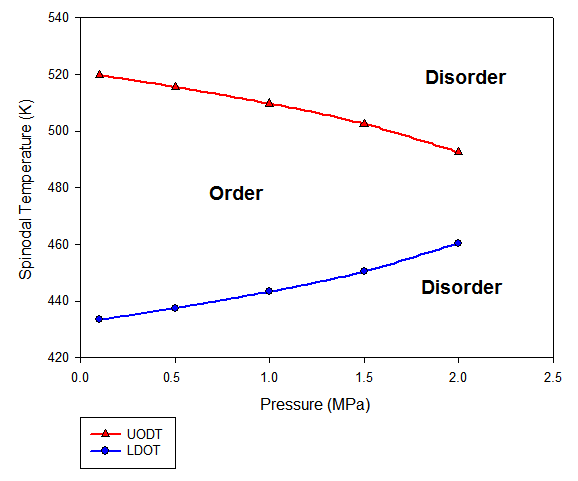 540
520
500
480
460
440
420
Spinodal Temperature (K)
Disorder
Order
Disorder
0.0 0.5 1.0 1.5 2.0 2.5
Pressure (MPa)
UODT
LDOT